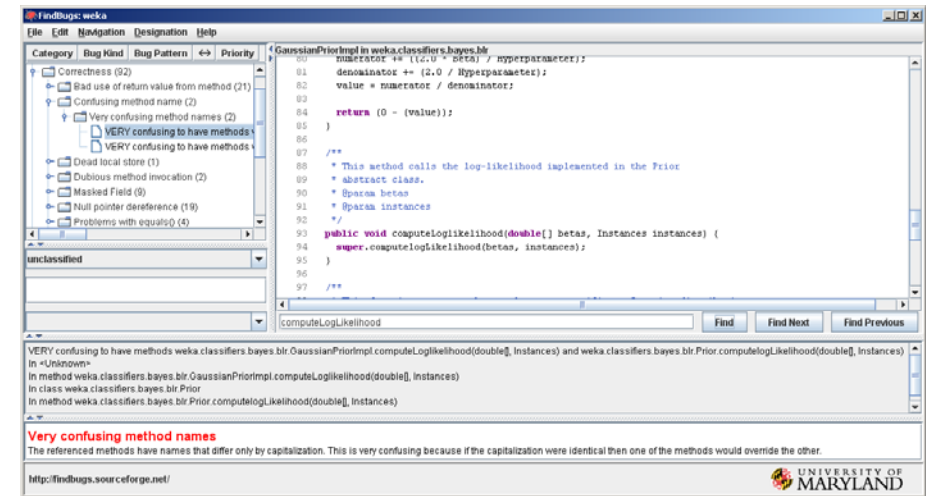 FindBugs: weka
File Edit Navigation Designation Help
Category Bug Kind Bug Pattern ↔ Priority
Correctness (92)
Bad use of return value from method (21)
Confusing method name (2)
Very confusing method names (2)
VERY confusing to have methods
VERY confusing to have methods
Dead local store (1)
Dubious method invocation (2)
Masked Field (9)
Null pointer dereference (19)
Problems with equals() (4)
unclassified
GaussianPriorImpl in weka.classifiers.bayes.blr
80 numerator += ((2.0 * Beta) / Hyperparameter);
81 denominator += (2.0 / Hyperparameter);
82 value = numerator / denominator;
83
84 return (0 - (value));
85 }
86
87 /**
88 * This method calls the log-likelihood implemented in the Prior
89 * abstract class.
90 * @param betas
91 * @param instances
92 */
93 public void computeLoglikelihood(double[] betas, Instances instances) {
94 super.computelogLikelihood(betas, instances);
95 }
96
97 /**
computeLogLikelihood Find Find Next Find Previous
VERY confusing to have methods weka.classifiers.bayes.blr.GaussianPriorImpl.computeLoglikelihood(double[], Instances) and weka.classifiers.bayes.blr.Prior.computelogLikelihood(double[], Instances)
In <Unknown>
In method weka.classifiers.bayes.blr.GaussianPriorImpl.computeLoglikelihood(double[], Instances)
In class weka.classifiers.bayes.blr.Prior
In method weka.classifiers.bayes.blr.Prior.computelogLikelihood(double[], Instances)
Very confusing method names
The referenced methods have names that differ only by capitalization. This is very confusing because if the capitalization were identical then one of the methods would override the other.
http://findbugs.sourceforge.net/
UNIVERSITY OF
MARYLAND